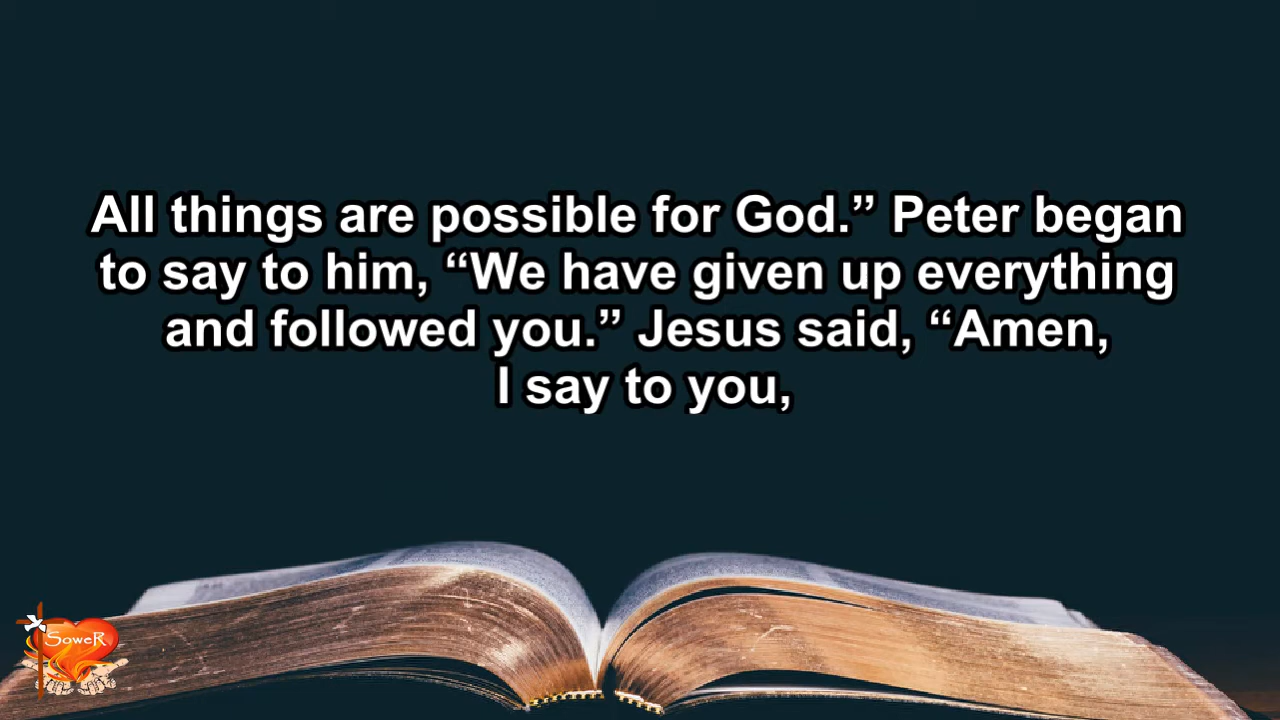 All things are possible for God.” Peter began
to say to him, “We have given up everything
and followed you.” Jesus said, “Amen,
I say to you,
SoweR